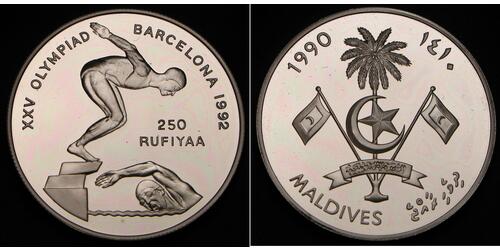 XXV OLYMPIAD BARCELONA 1992
250
RUFIYAA
1990
١٤١٠
MALDIVES